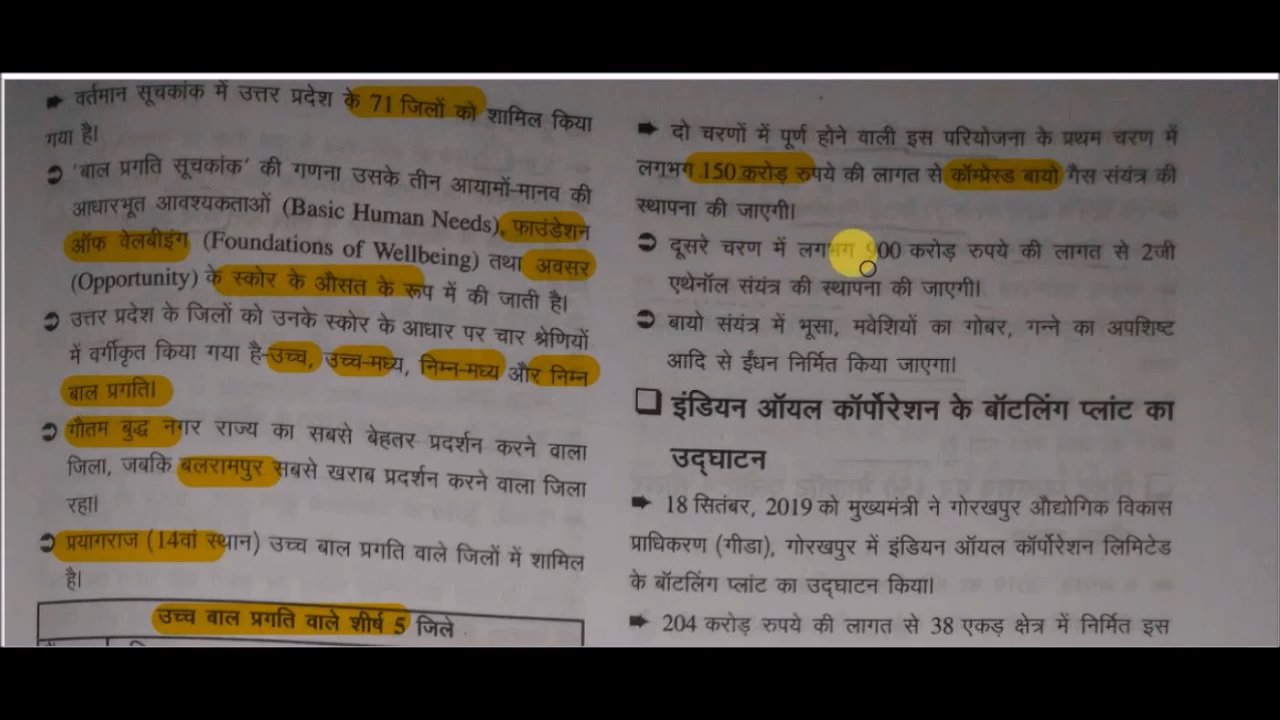 ➨ वर्तमान सूचकांक में उत्तर प्रदेश के 71 जिलों को शामिल किया
गया है।
➲ 'बाल प्रगति सूचकांक' की गणना उसके तीन आयामों-मानव की
आधारभूत आवश्यकताओं (Basic Human Needs), फाउंडेशन
ऑफ वेलबीइंग (Foundations of Wellbeing) तथा अवसर
(Opportunity) के स्कोर के औसत के रूप में की जाती है।
➲ उत्तर प्रदेश के जिलों को उनके स्कोर के आधार पर चार श्रेणियों
में वर्गीकृत किया गया है-उच्च, उच्च-मध्य, निम्न-मध्य और निम्न
बाल प्रगति।
➲ गौतम बुद्ध नगर राज्य का सबसे बेहतर प्रदर्शन करने वाला
जिला, जबकि बलरामपुर सबसे खराब प्रदर्शन करने वाला जिला
रहा।
➲ प्रयागराज (14वां स्थान) उच्च बाल प्रगति वाले जिलों में शामिल
है।
उच्च बाल प्रगति वाले शीर्ष 5 जिले
➨ दो चरणों में पूर्ण होने वाली इस परियोजना के प्रथम चरण में
लगभग 150 करोड़ रुपये की लागत से कॉम्प्रेस्ड बायो गैस संयंत्र की
स्थापना की जाएगी।
➲ दूसरे चरण में लगभग 900 करोड़ रुपये की लागत से 2जी
एथेनॉल संयंत्र की स्थापना की जाएगी।
➲ बायो संयंत्र में भूसा, मवेशियों का गोबर, गन्ने का अपशिष्ट
आदि से ईंधन निर्मित किया जाएगा।
❑ इंडियन ऑयल कॉर्पोरेशन के बॉटलिंग प्लांट का
उद्घाटन
➨ 18 सितंबर, 2019 को मुख्यमंत्री ने गोरखपुर औद्योगिक विकास
प्राधिकरण (गीडा), गोरखपुर में इंडियन ऑयल कॉर्पोरेशन लिमिटेड
के बॉटलिंग प्लांट का उद्घाटन किया।
➨ 204 करोड़ रुपये की लागत से 38 एकड़ क्षेत्र में निर्मित इस